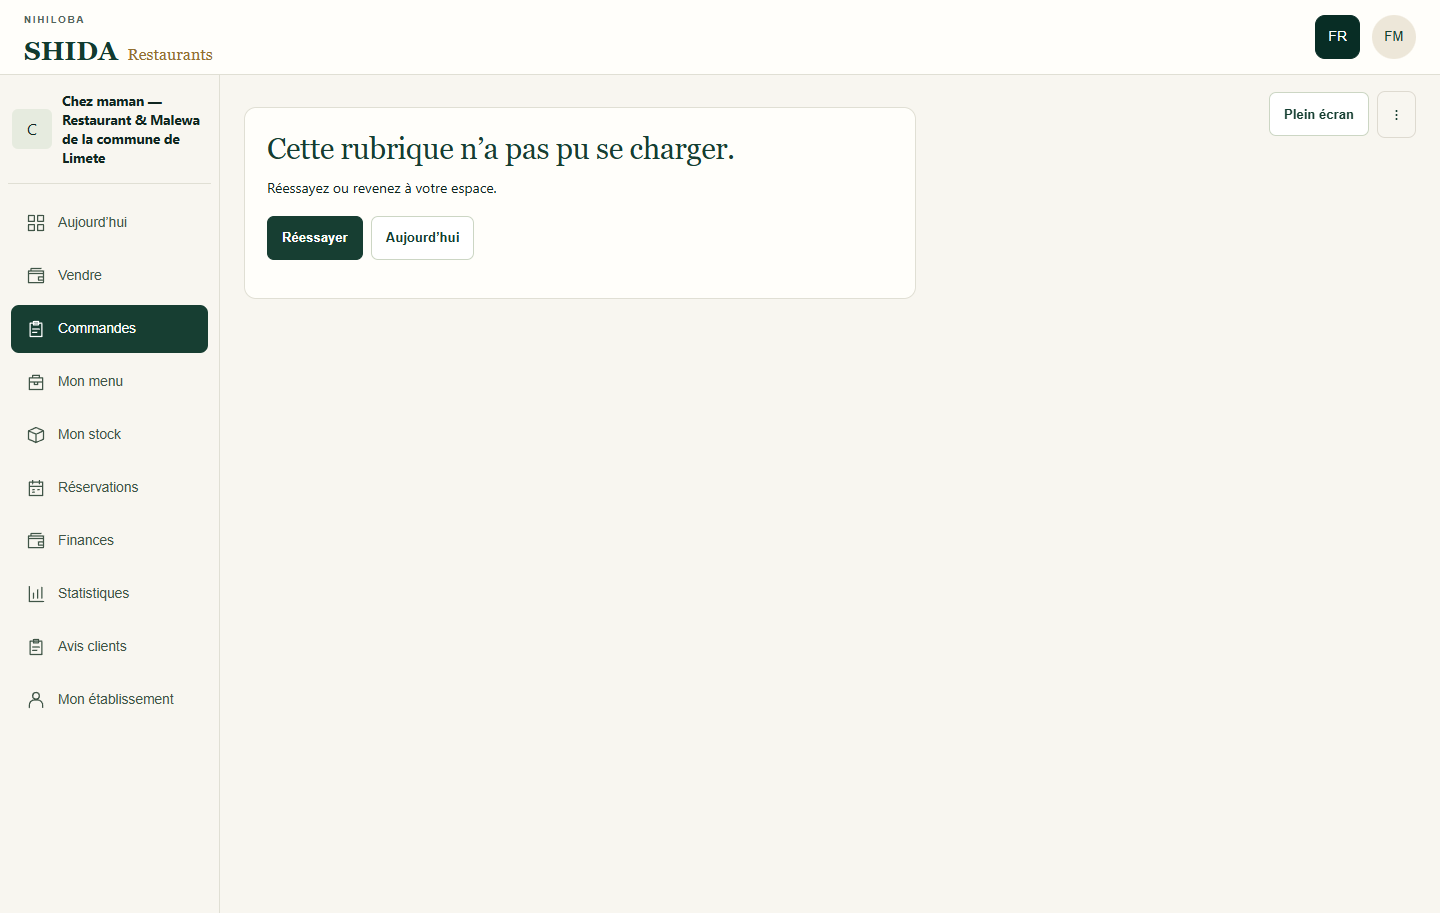 NIHILOBA
SHIDA Restaurants
FR
FM
Chez maman —
Restaurant & Malewa
de la commune de
Limete
Aujourd’hui
Vendre
Commandes
Mon menu
Mon stock
Réservations
Finances
Statistiques
Avis clients
Mon établissement
Plein écran
Cette rubrique n’a pas pu se charger.
Réessayez ou revenez à votre espace.
Réessayer
Aujourd’hui
C